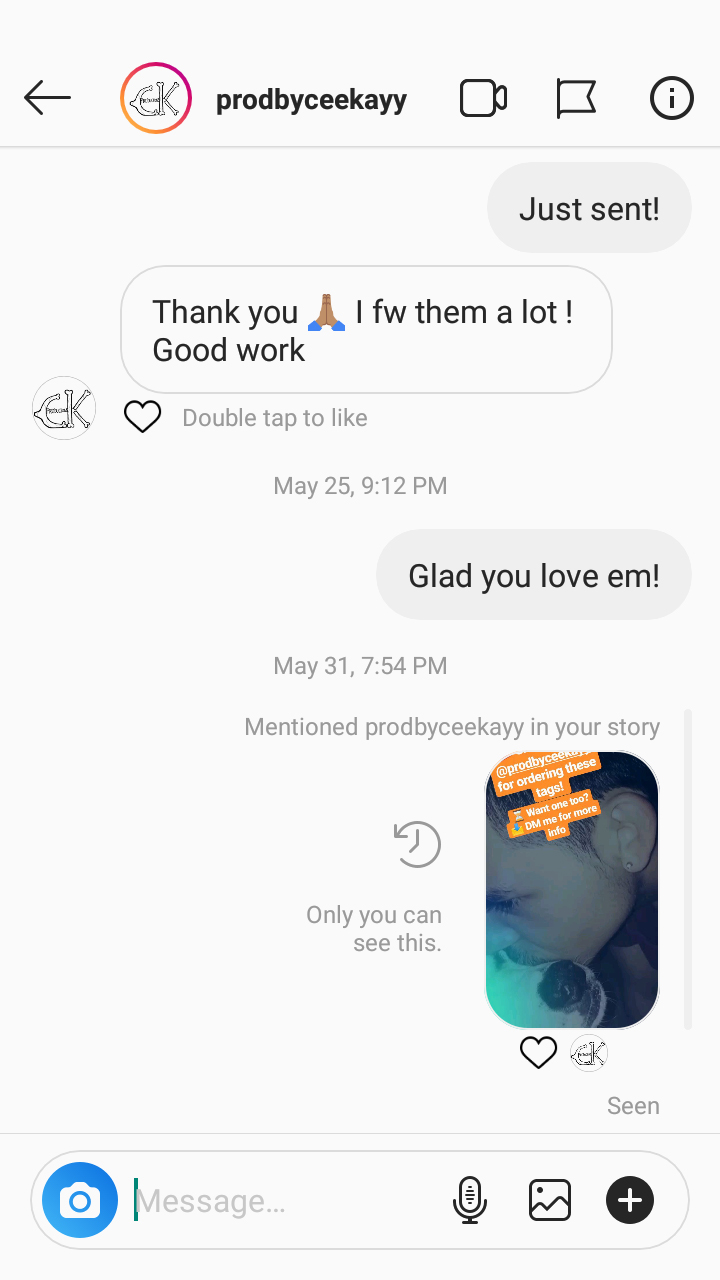 prodbyceekayy
Just sent!
Thank you 🙏🏽 I fw them a lot !
Good work
Double tap to like
May 25, 9:12 PM
Glad you love em!
May 31, 7:54 PM
Mentioned prodbyceekayy in your story
@prodbyceekayy
for ordering these
tags!
⏳ Want one too?
DM me for more
info
Only you can
see this.
Seen
Message...